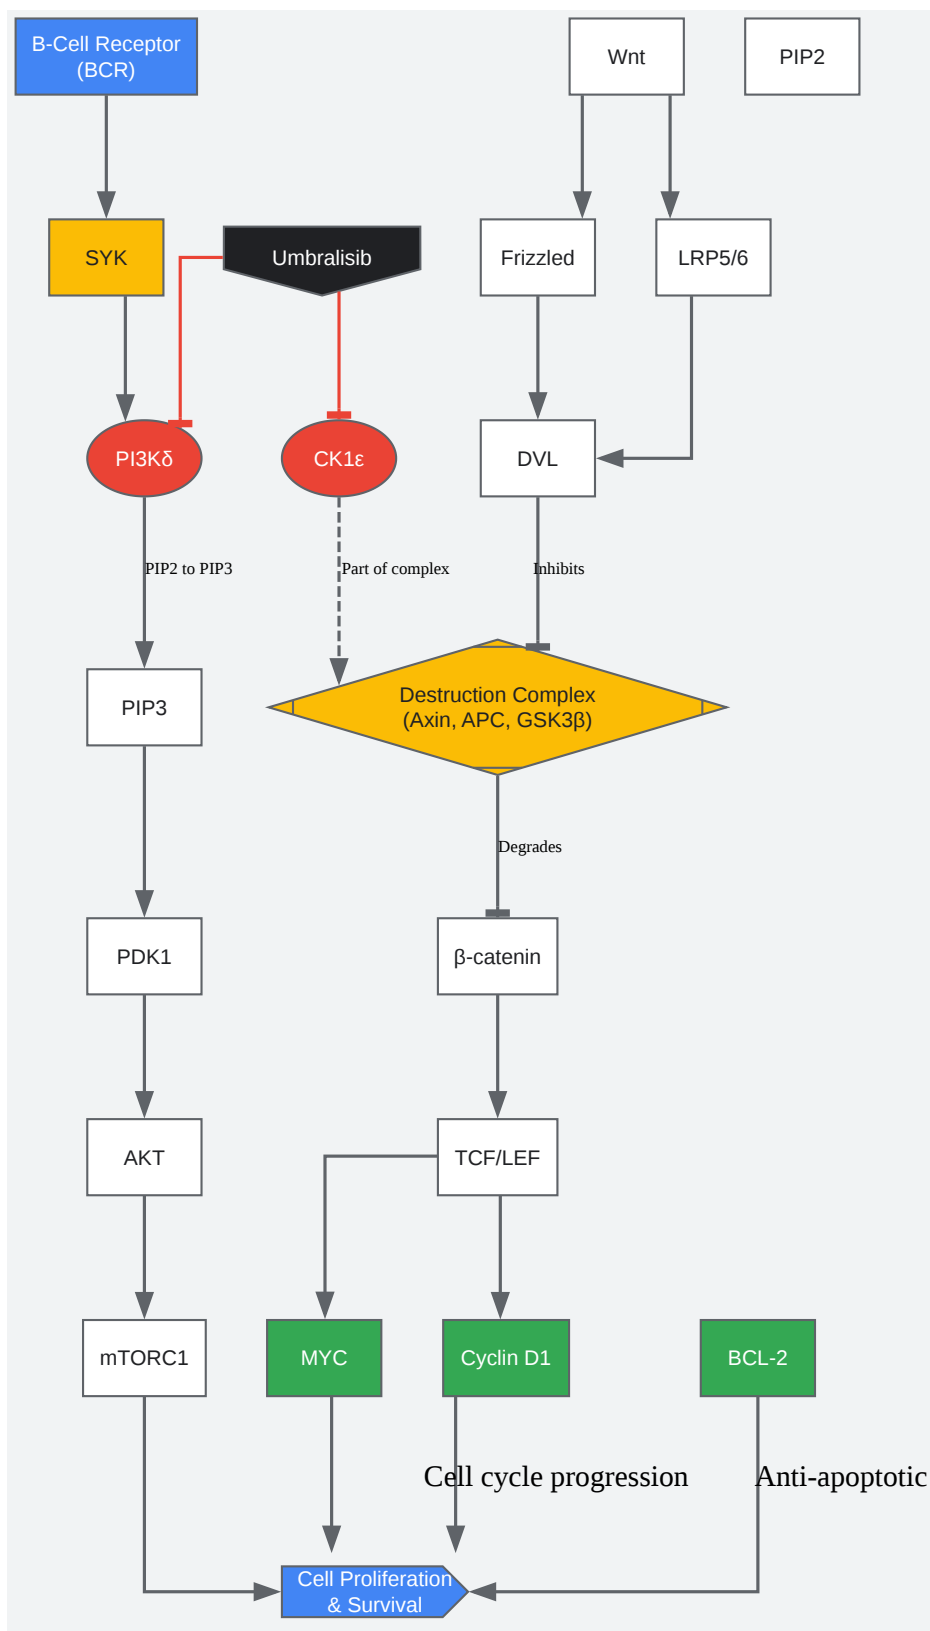 B-Cell Receptor
(BCR)
Wnt
PIP2
SYK
Umbralisib
Frizzled
LRP5/6
PI3Kδ
CK1ε
DVL
PIP2 to PIP3
Part of complex
Inhibits
PIP3
Destruction Complex
(Axin, APC, GSK3β)
Degrades
PDK1
β-catenin
AKT
TCF/LEF
mTORC1
MYC
Cyclin D1
BCL-2
Cell cycle progression
Anti-apoptotic
Cell Proliferation
& Survival